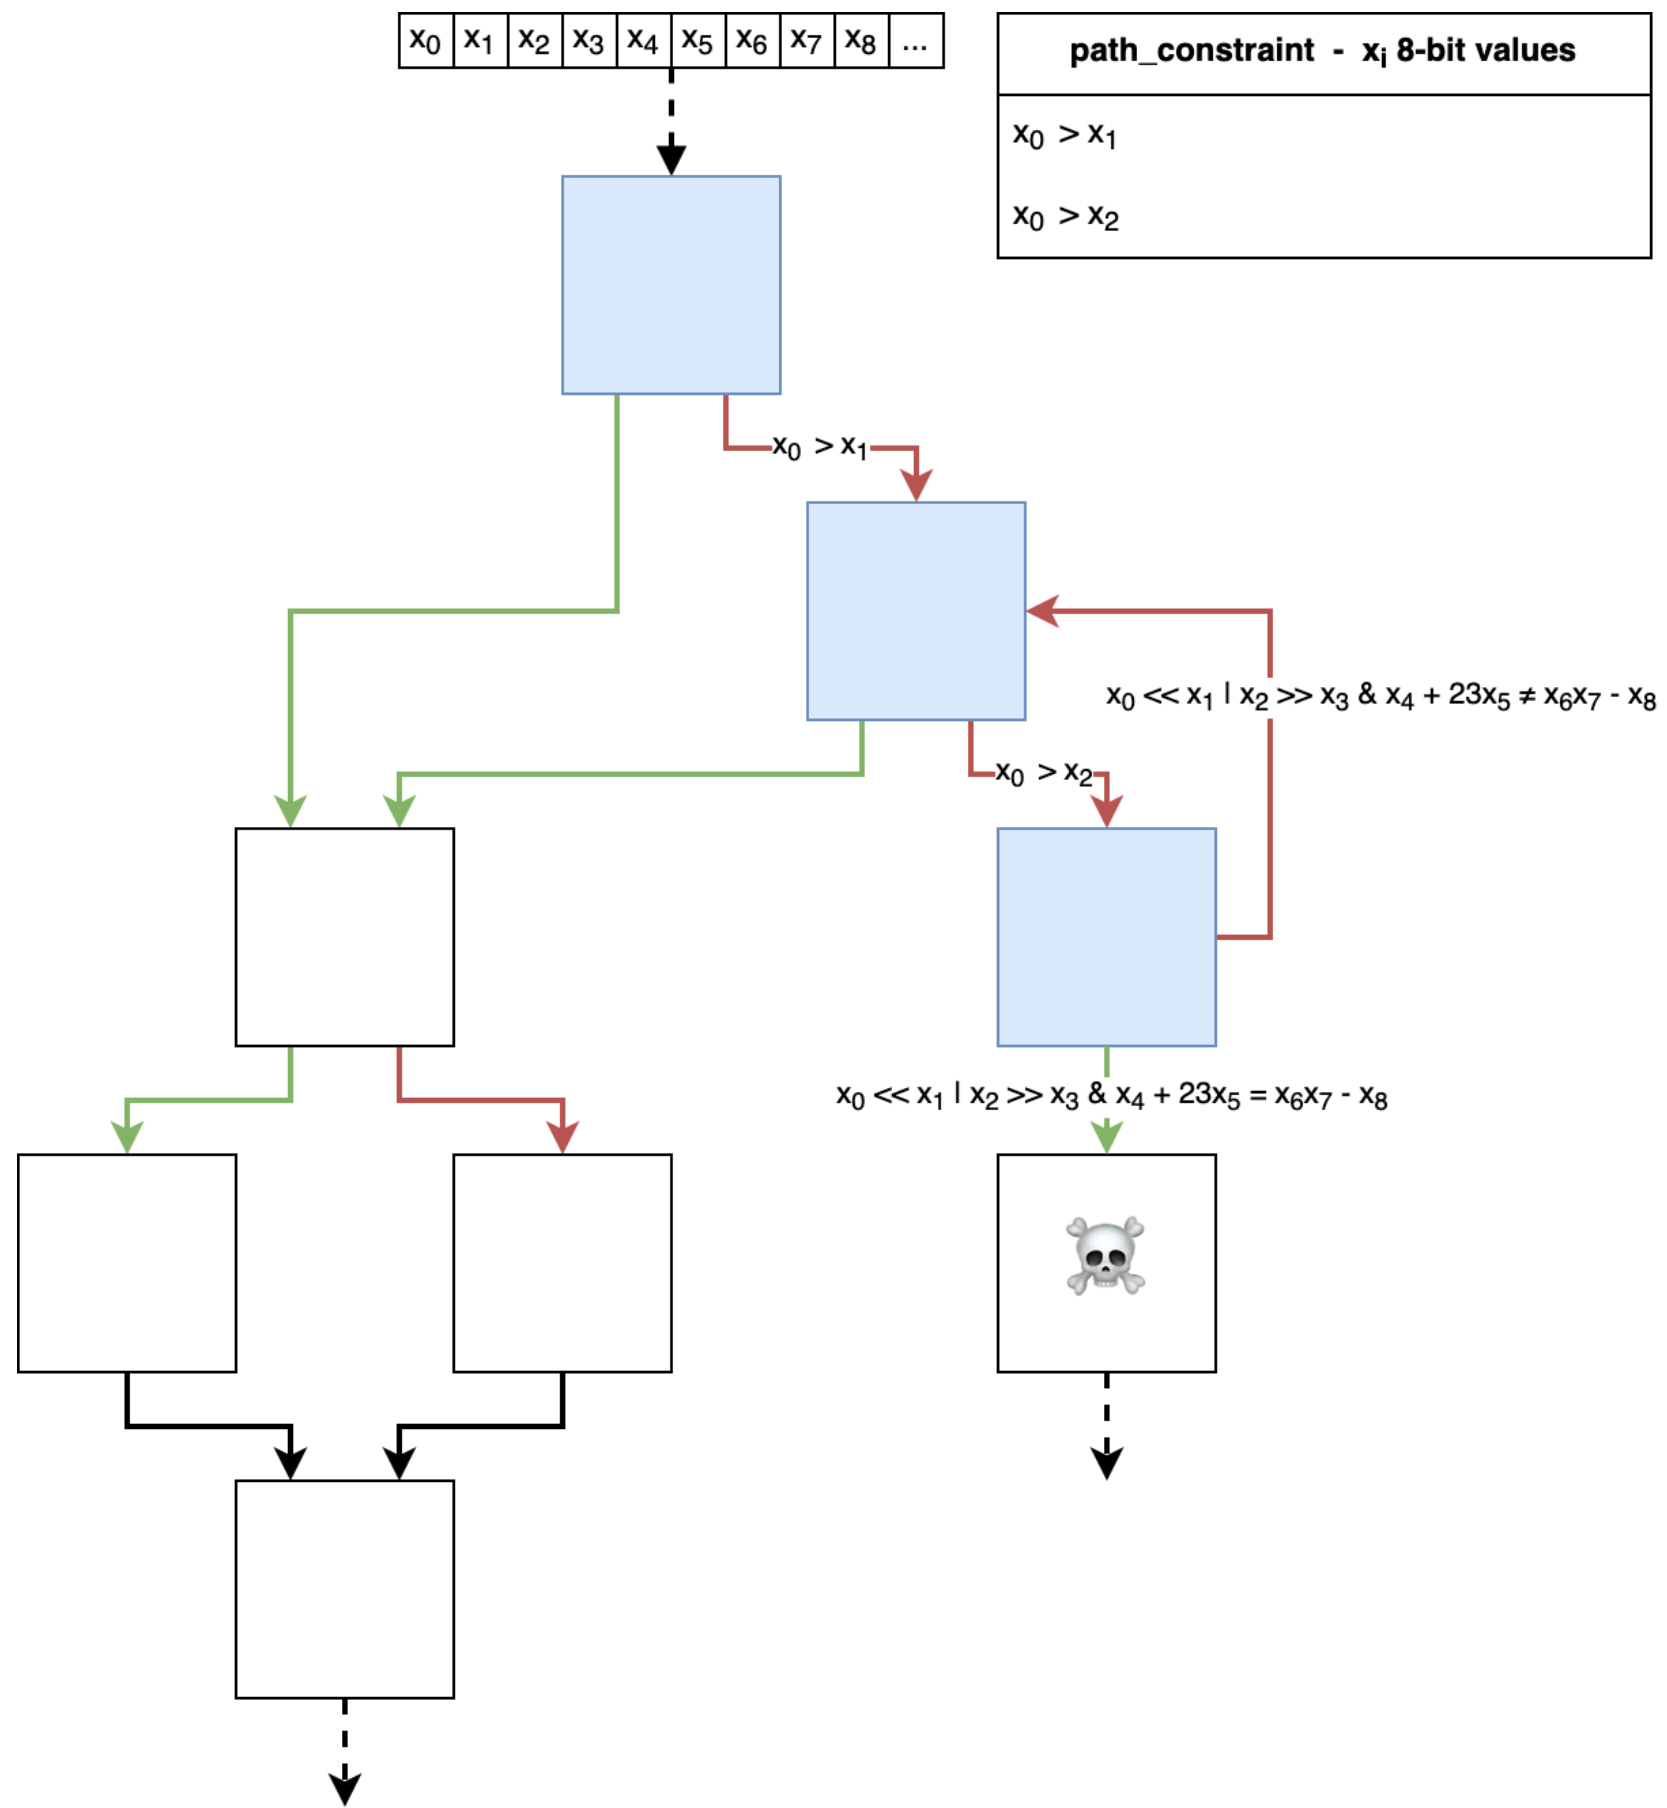 x₀ x₁ x₂ x₃ x₄ x₅ x₆ x₇ x₈ ...
path_constraint - xᵢ 8-bit values
x₀ > x₁
x₀ > x₂
x₀ > x₁
x₀ << x₁ | x₂ >> x₃ & x₄ + 23x₅ ≠ x₆x₇ - x₈
x₀ > x₂
x₀ << x₁ | x₂ >> x₃ & x₄ + 23x₅ = x₆x₇ - x₈